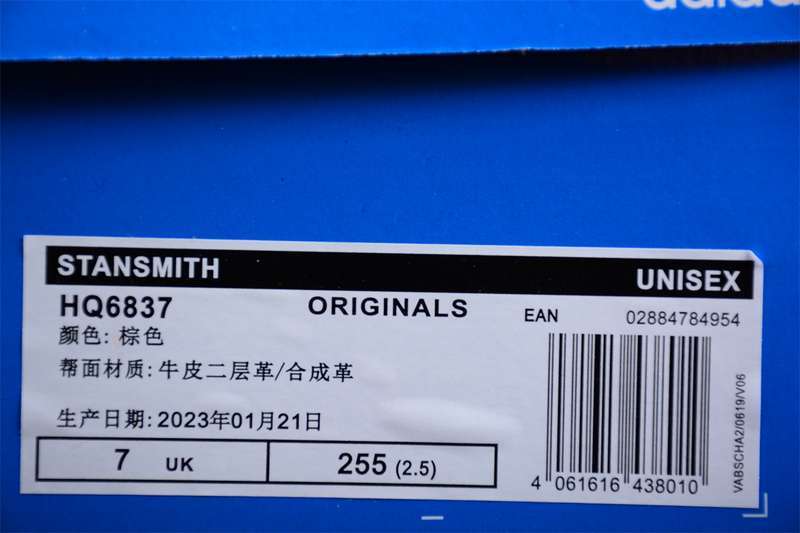 adidas
STANSMITH
UNISEX
HQ6837
ORIGINALS
EAN
02884784954
颜色: 棕色
帮面材质: 牛皮二层革/合成革
生产日期: 2023年01月21日
7 UK
255 (2.5)
4 061616 438010
VABSCHA2/0619/V06